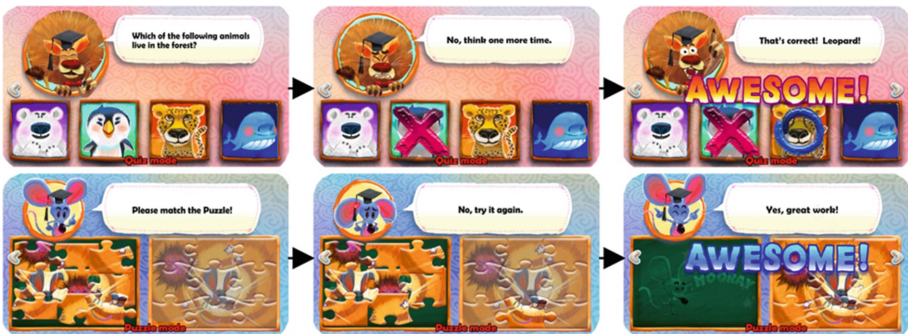 Which of the following animals
live in the forest?
Quiz mode
No, think one more time.
Quiz mode
That's correct! Leopard!
AWESOME!
Quiz mode
Please match the Puzzle!
Puzzle mode
No, try it again.
Puzzle mode
Yes, great work!
AWESOME!
HOORAY
Puzzle mode